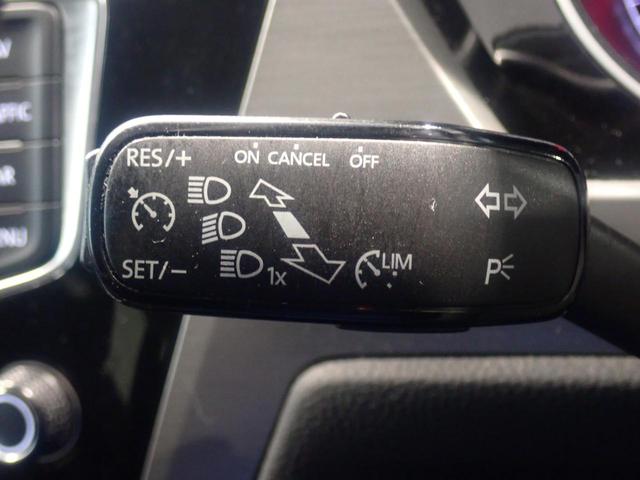 RES/+ ON CANCEL OFF
SET/- 1x LIM
P